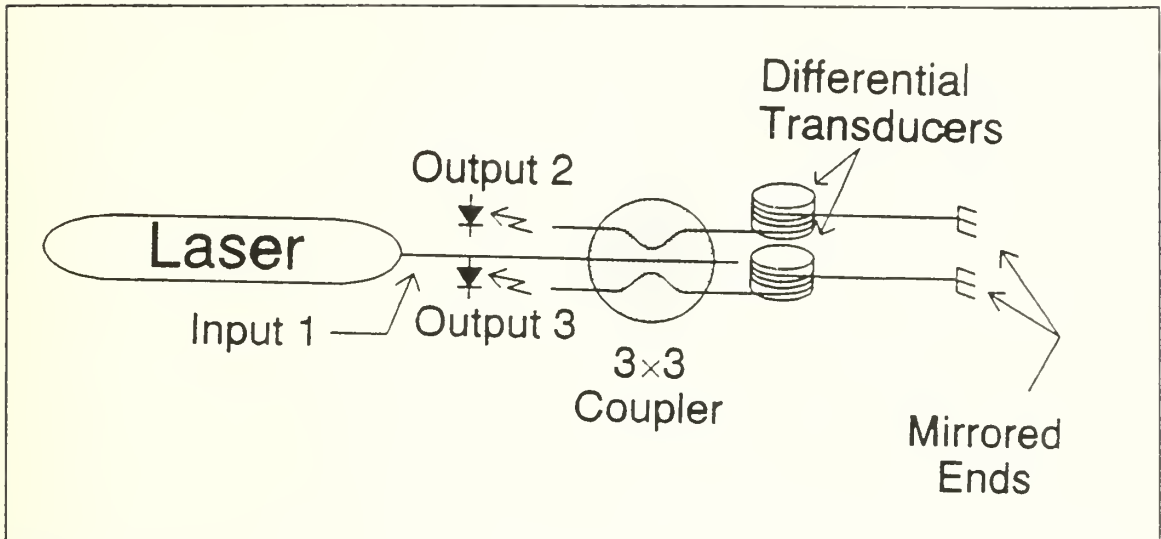 Differential
Transducers
Output 2
Laser
Input 1
Output 3
3×3
Coupler
Mirrored
Ends